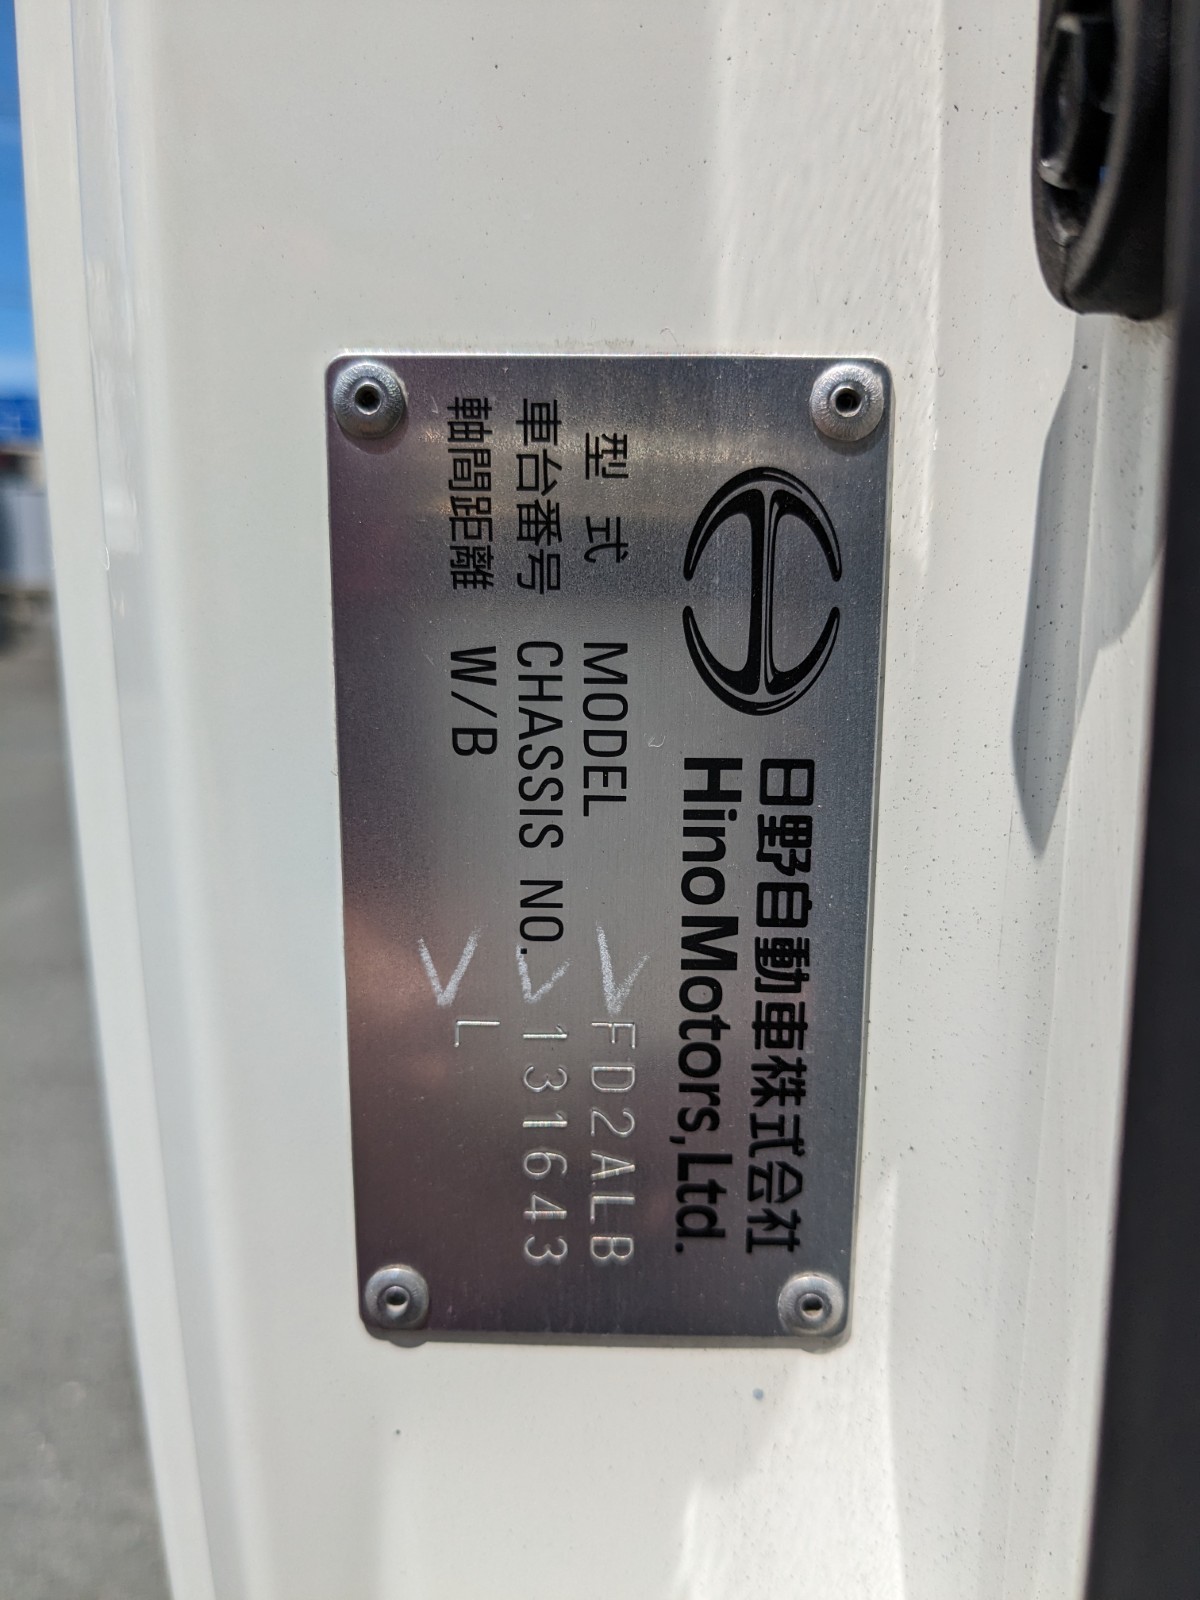 日野自動車株式会社
Hino Motors, Ltd.
型式 MODEL FD2ALB
車台番号 CHASSIS NO. 131643
軸間距離 W/B L